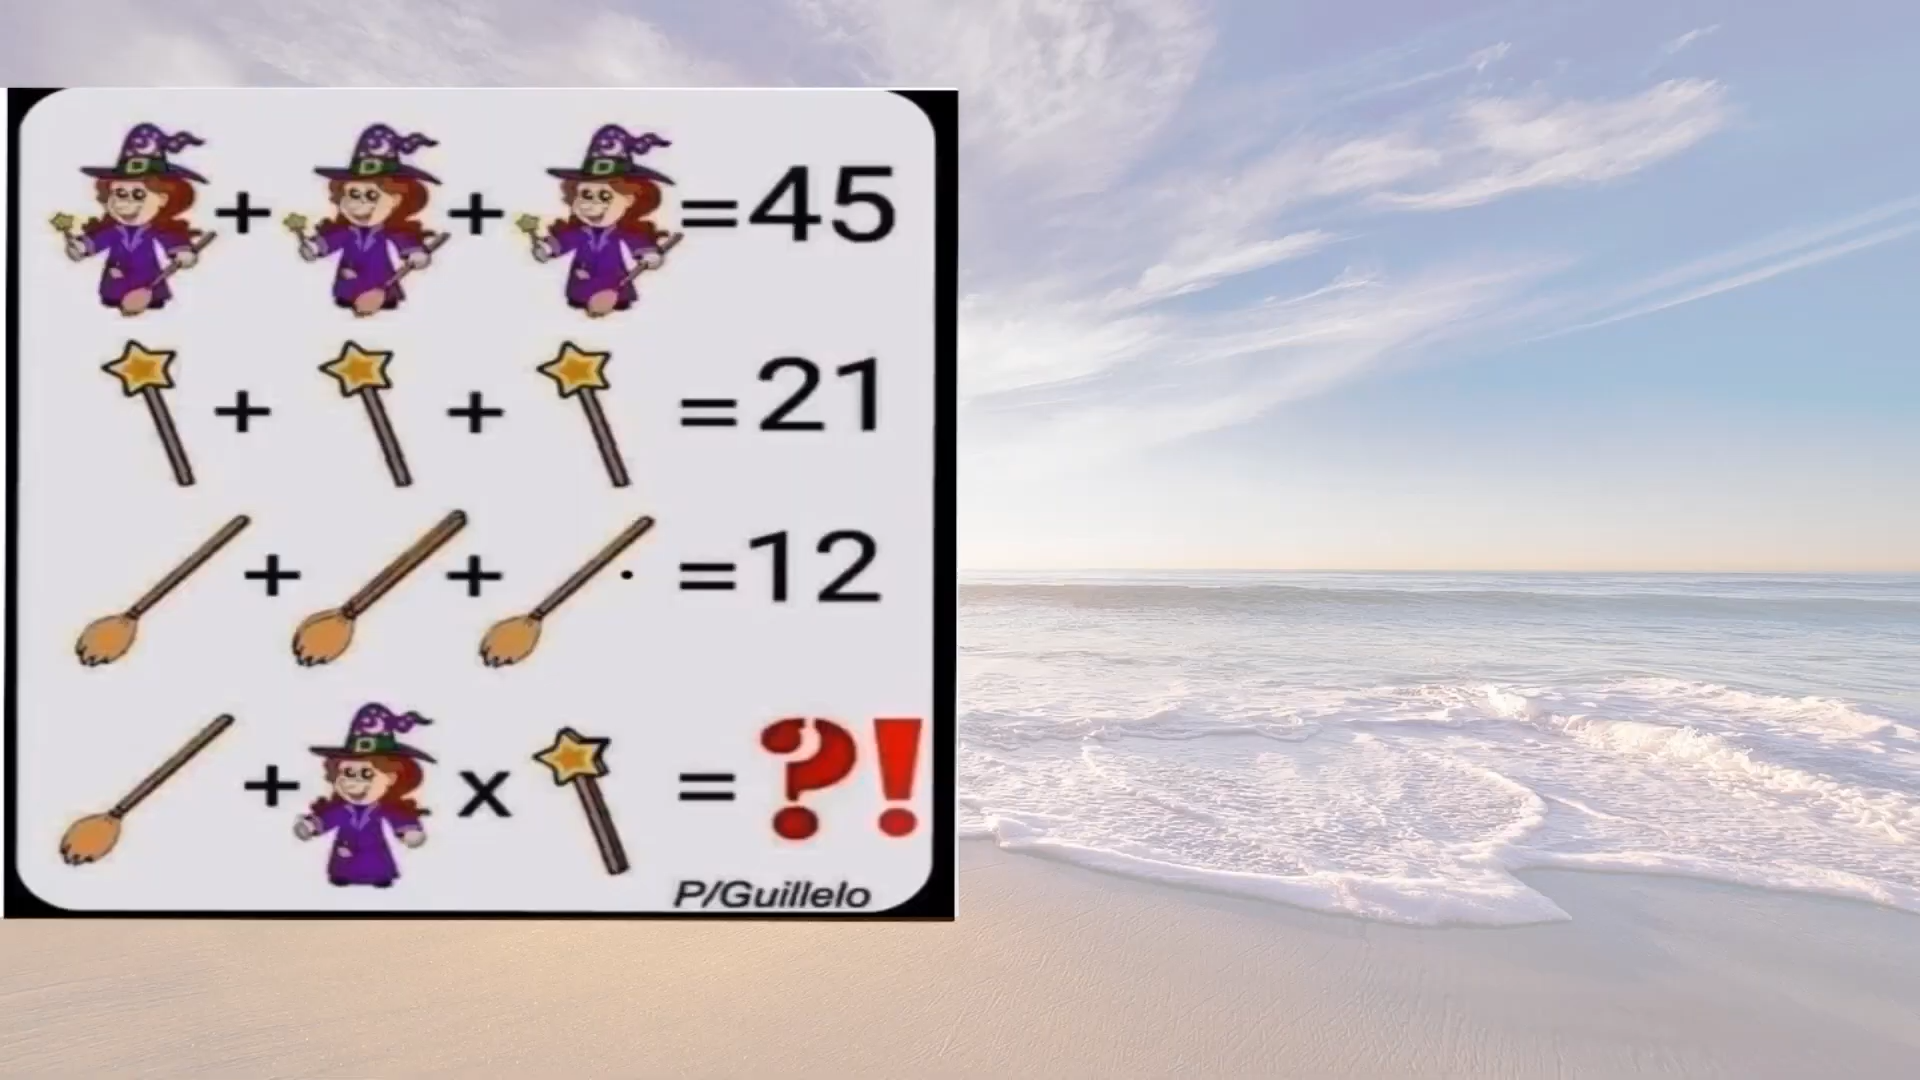 + + =45
+ + =21
+ + =12
+ x =?!
P/Guillelo